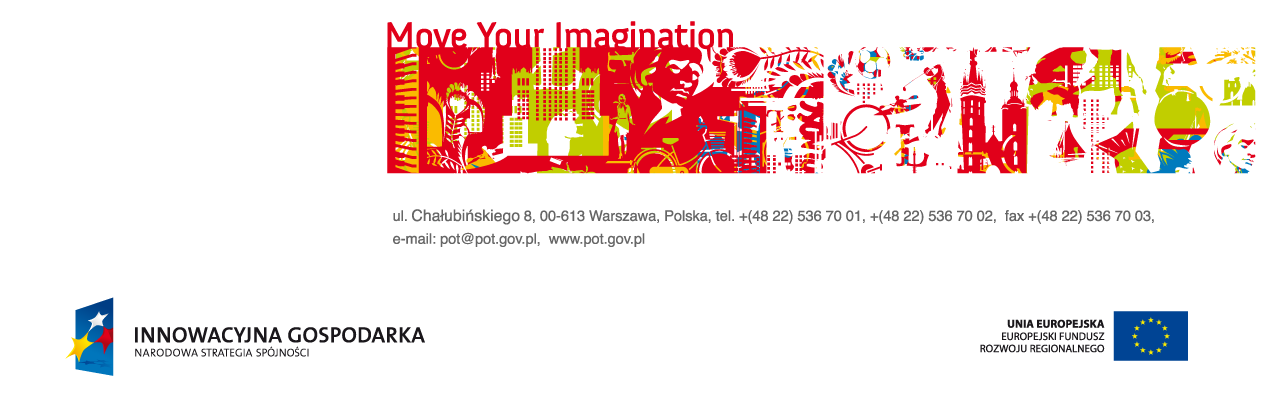 Move Your Imagination
ul. Chałubińskiego 8, 00-613 Warszawa, Polska, tel. +(48 22) 536 70 01, +(48 22) 536 70 02,  fax +(48 22) 536 70 03,
e-mail: pot@pot.gov.pl,  www.pot.gov.pl
INNOWACYJNA GOSPODARKA
NARODOWA STRATEGIA SPÓJNOŚCI
UNIA EUROPEJSKA
EUROPEJSKI FUNDUSZ
ROZWOJU REGIONALNEGO